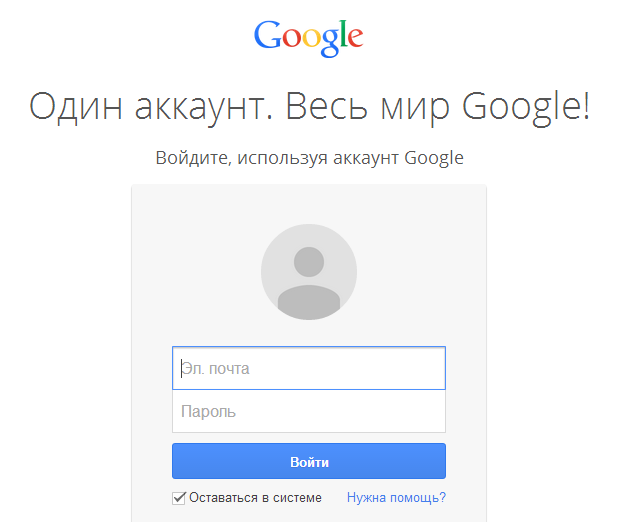 Google
Один аккаунт. Весь мир Google!
Войдите, используя аккаунт Google
Эл. почта
Пароль
Войти
Оставаться в системе Нужна помощь?